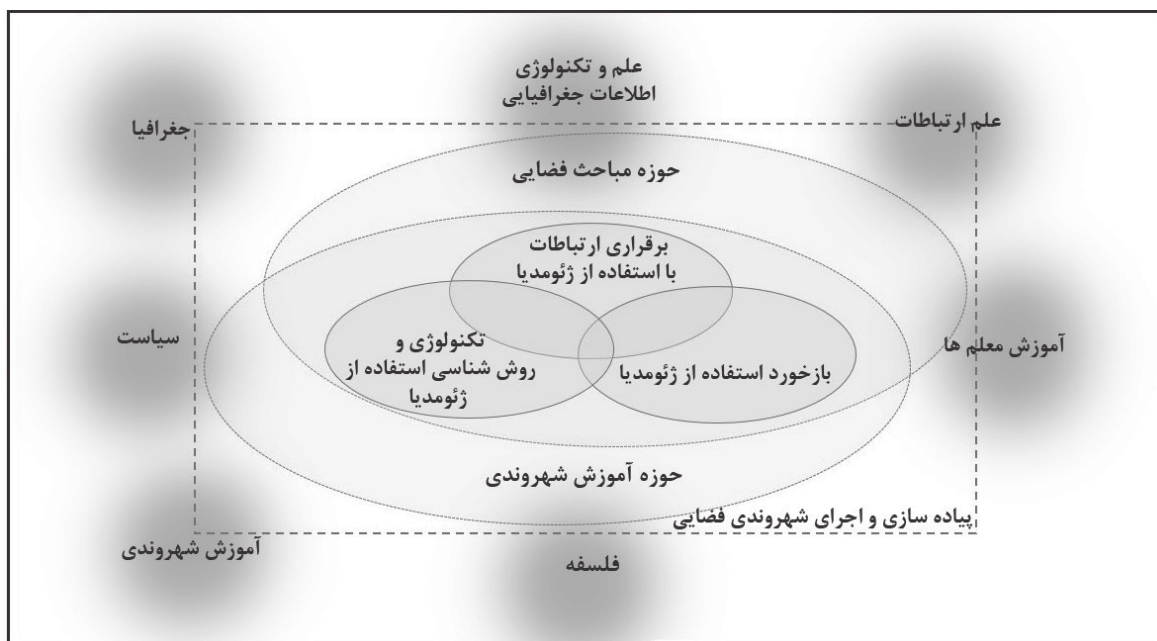 علم و تکنولوژی
اطلاعات جغرافیایی
علم ارتباطات
جغرافیا
حوزه مباحث فضایی
برقراری ارتباطات
با استفاده از ژئومدیا
آموزش معلم ها
سیاست
تکنولوژی و
روش شناسی استفاده از
ژئومدیا
بازخورد استفاده از ژئومدیا
حوزه آموزش شهروندی
پیاده سازی و اجرای شهروندی فضایی
آموزش شهروندی
فلسفه